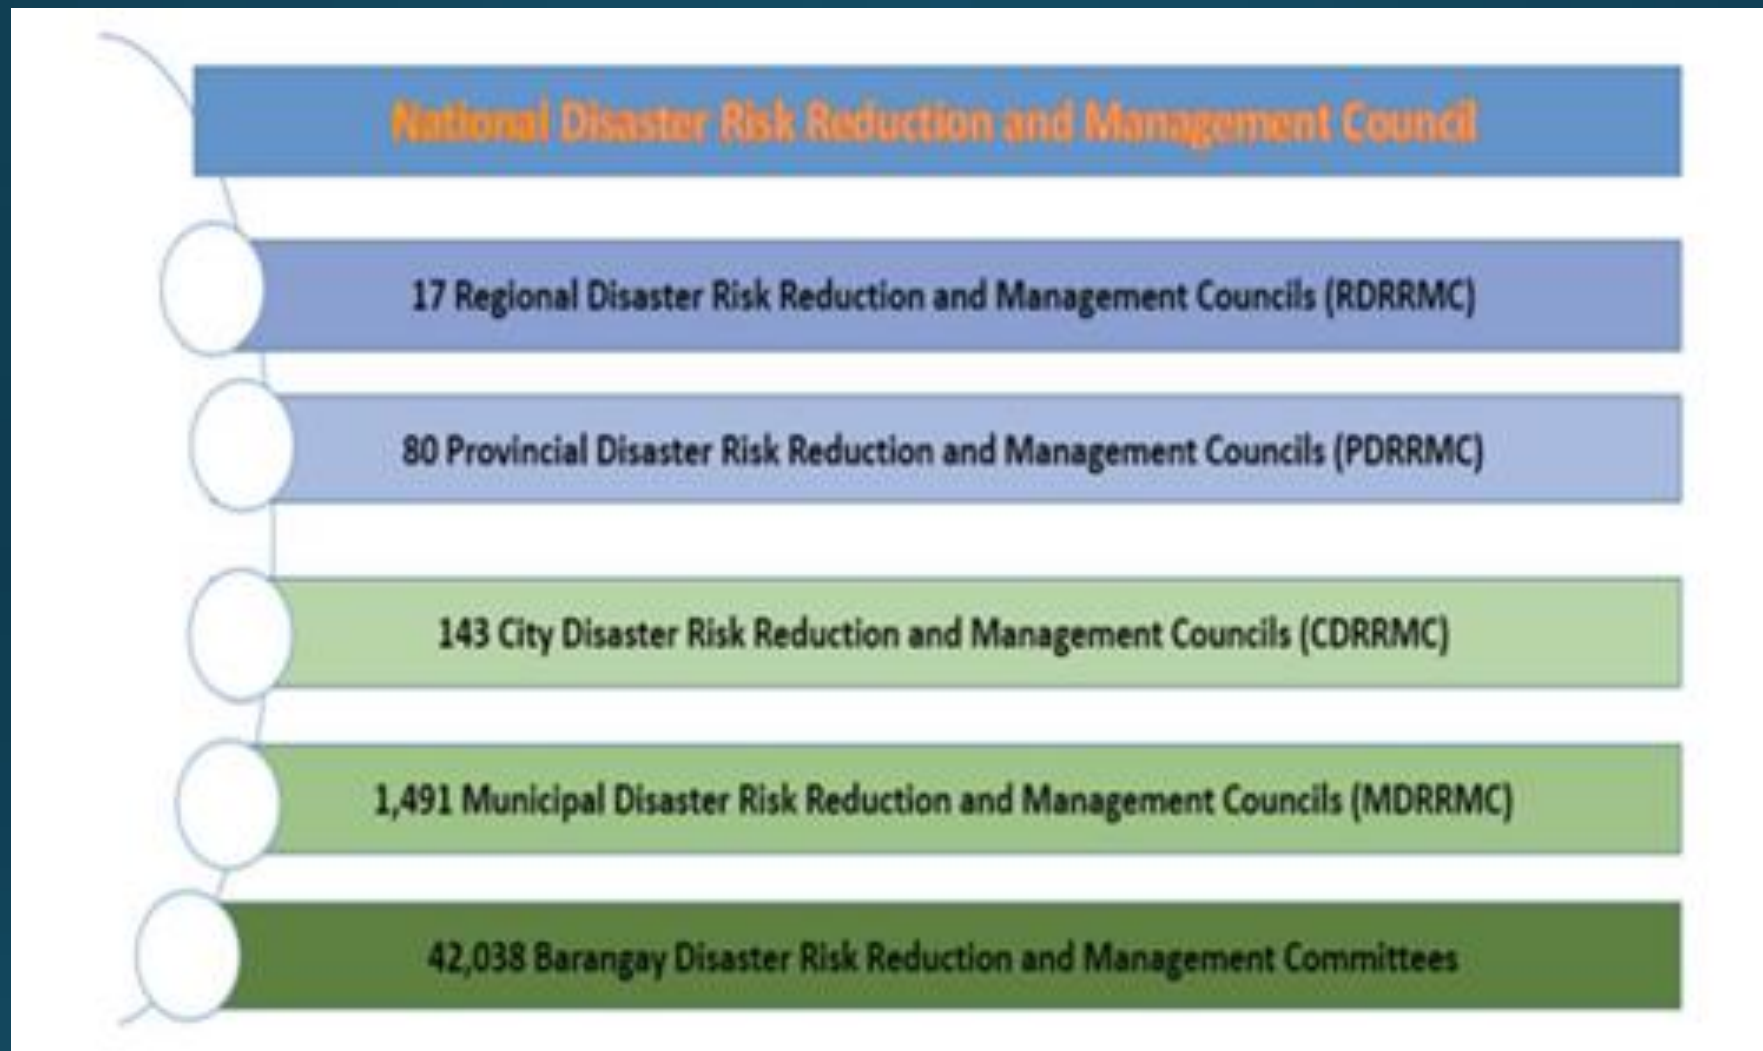 National Disaster Risk Reduction and Management Council
17 Regional Disaster Risk Reduction and Management Councils (RDRRMC)
80 Provincial Disaster Risk Reduction and Management Councils (PDRRMC)
143 City Disaster Risk Reduction and Management Councils (CDRRMC)
1,491 Municipal Disaster Risk Reduction and Management Councils (MDRRMC)
42,038 Barangay Disaster Risk Reduction and Management Committees